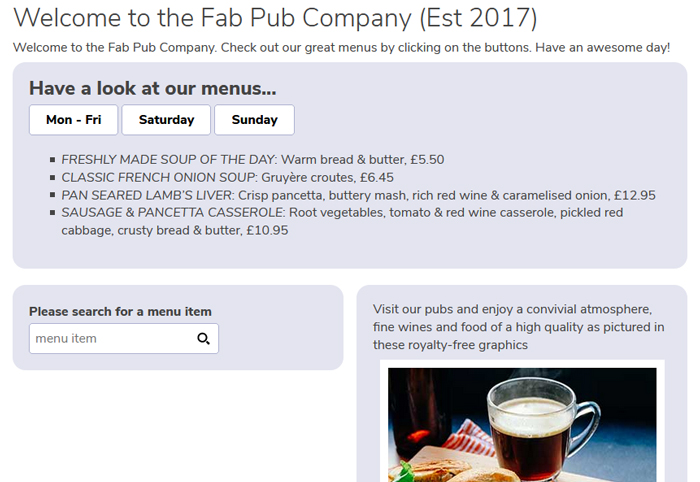 Welcome to the Fab Pub Company (Est 2017)
Welcome to the Fab Pub Company. Check out our great menus by clicking on the buttons. Have an awesome day!
Have a look at our menus...
Mon - Fri
Saturday
Sunday
FRESHLY MADE SOUP OF THE DAY: Warm bread & butter, £5.50
CLASSIC FRENCH ONION SOUP: Gruyère croutes, £6.45
PAN SEARED LAMB'S LIVER: Crisp pancetta, buttery mash, rich red wine & caramelised onion, £12.95
SAUSAGE & PANCETTA CASSEROLE: Root vegetables, tomato & red wine casserole, pickled red
cabbage, crusty bread & butter, £10.95
Please search for a menu item
menu item
Visit our pubs and enjoy a convivial atmosphere,
fine wines and food of a high quality as pictured in
these royalty-free graphics